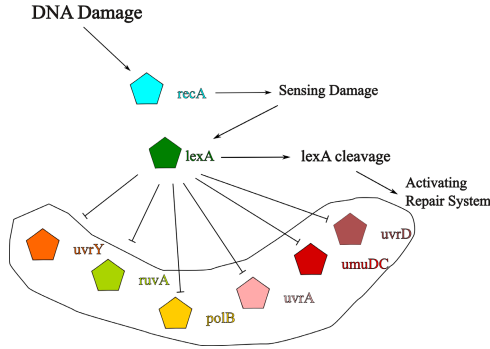 DNA Damage
recA
Sensing Damage
lexA
lexA cleavage
Activating
Repair System
uvrY
ruvA
polB
uvrA
umuDC
uvrD